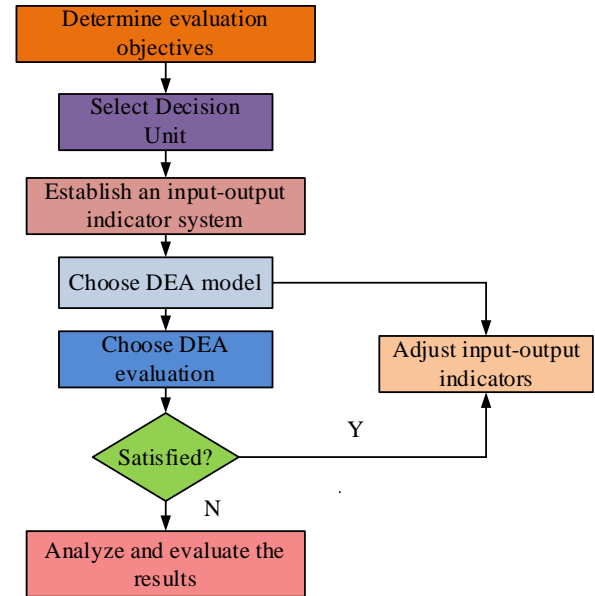 Determine evaluation
objectives
Select Decision
Unit
Establish an input-output
indicator system
Choose DEA model
Choose DEA
evaluation
Adjust input-output
indicators
Satisfied?
Y
N
Analyze and evaluate the
results